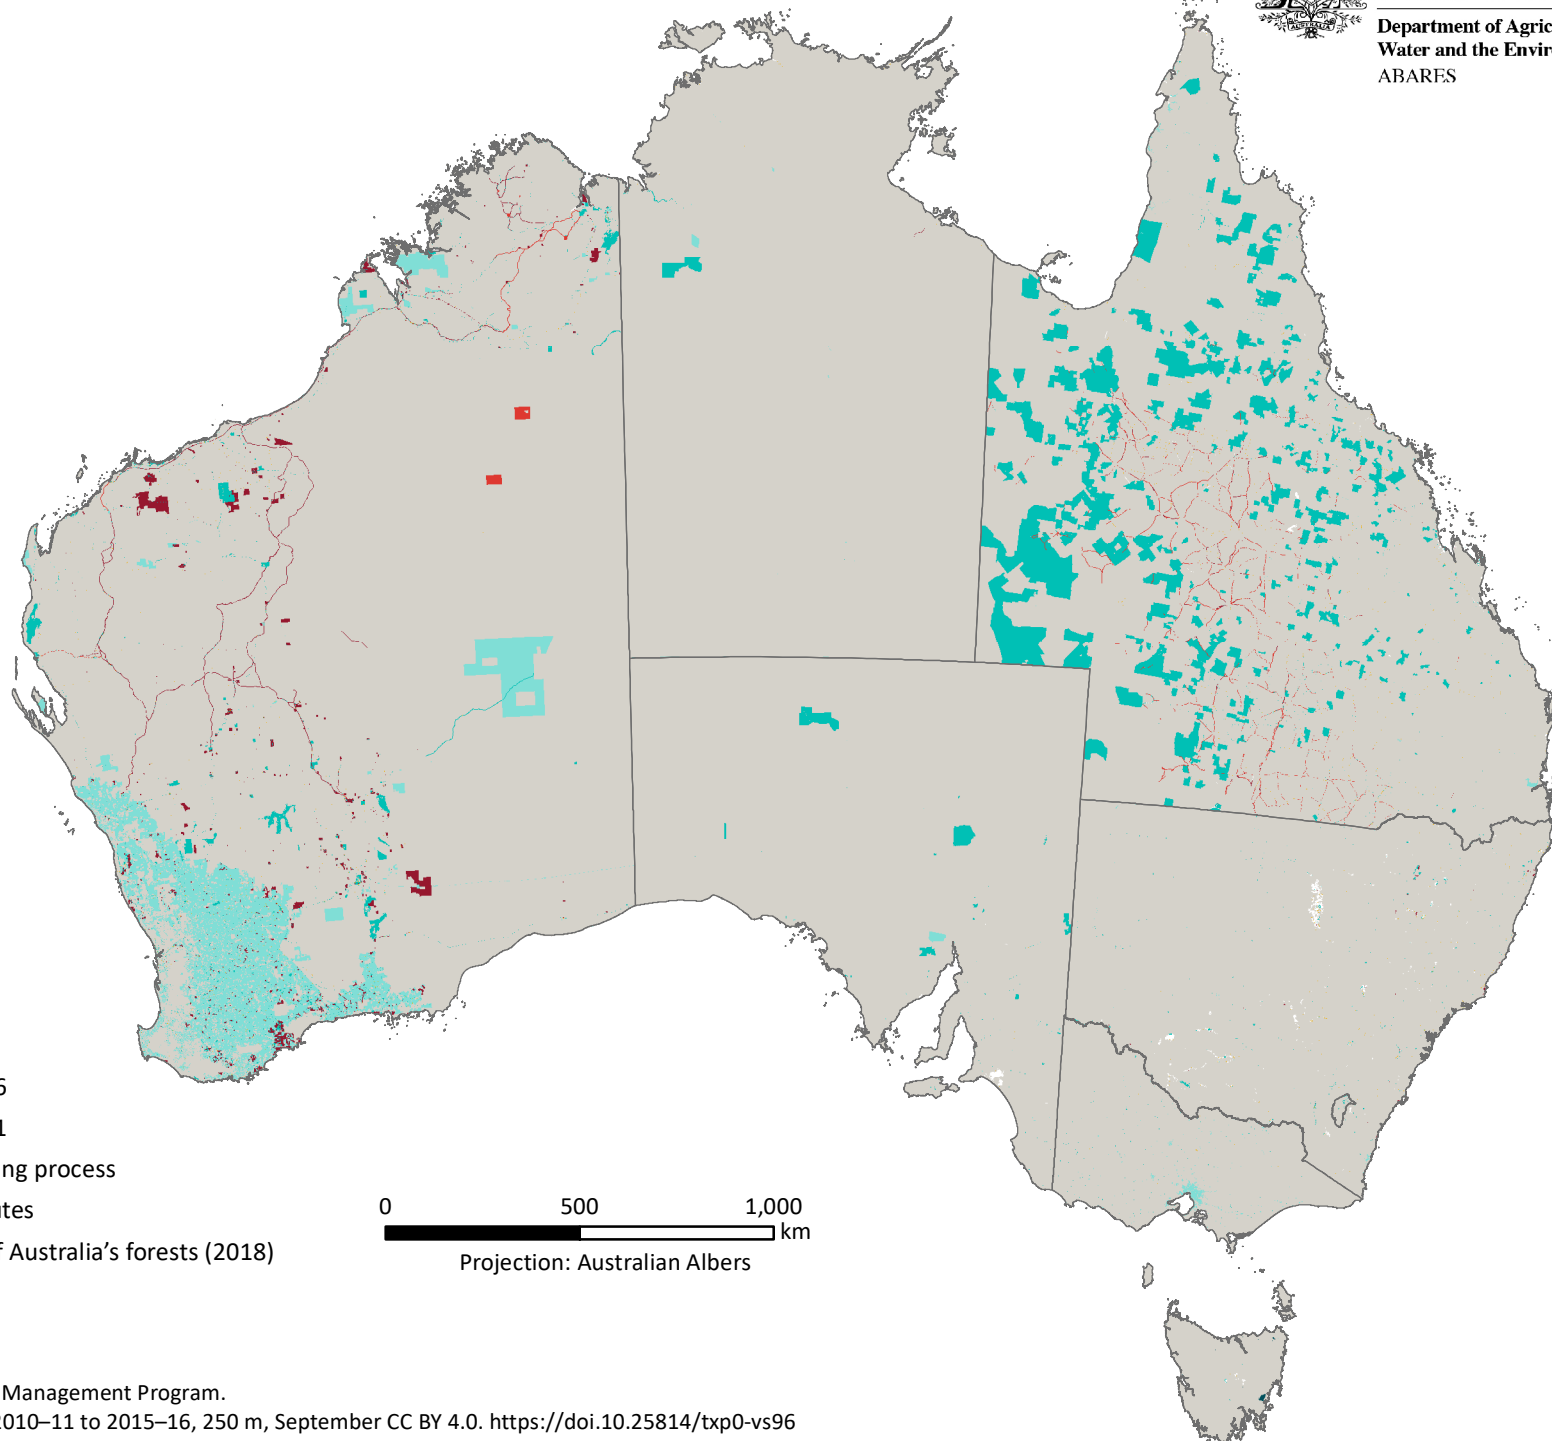 AUSTRALIA
Department of Agric
Water and the Envir
ABARES
6
1
ng process
tes
f Australia's forests (2018)
0 500 1,000
km
Projection: Australian Albers
Management Program.
2010–11 to 2015–16, 250 m, September CC BY 4.0. https://doi.org/10.25814/txp0-vs96